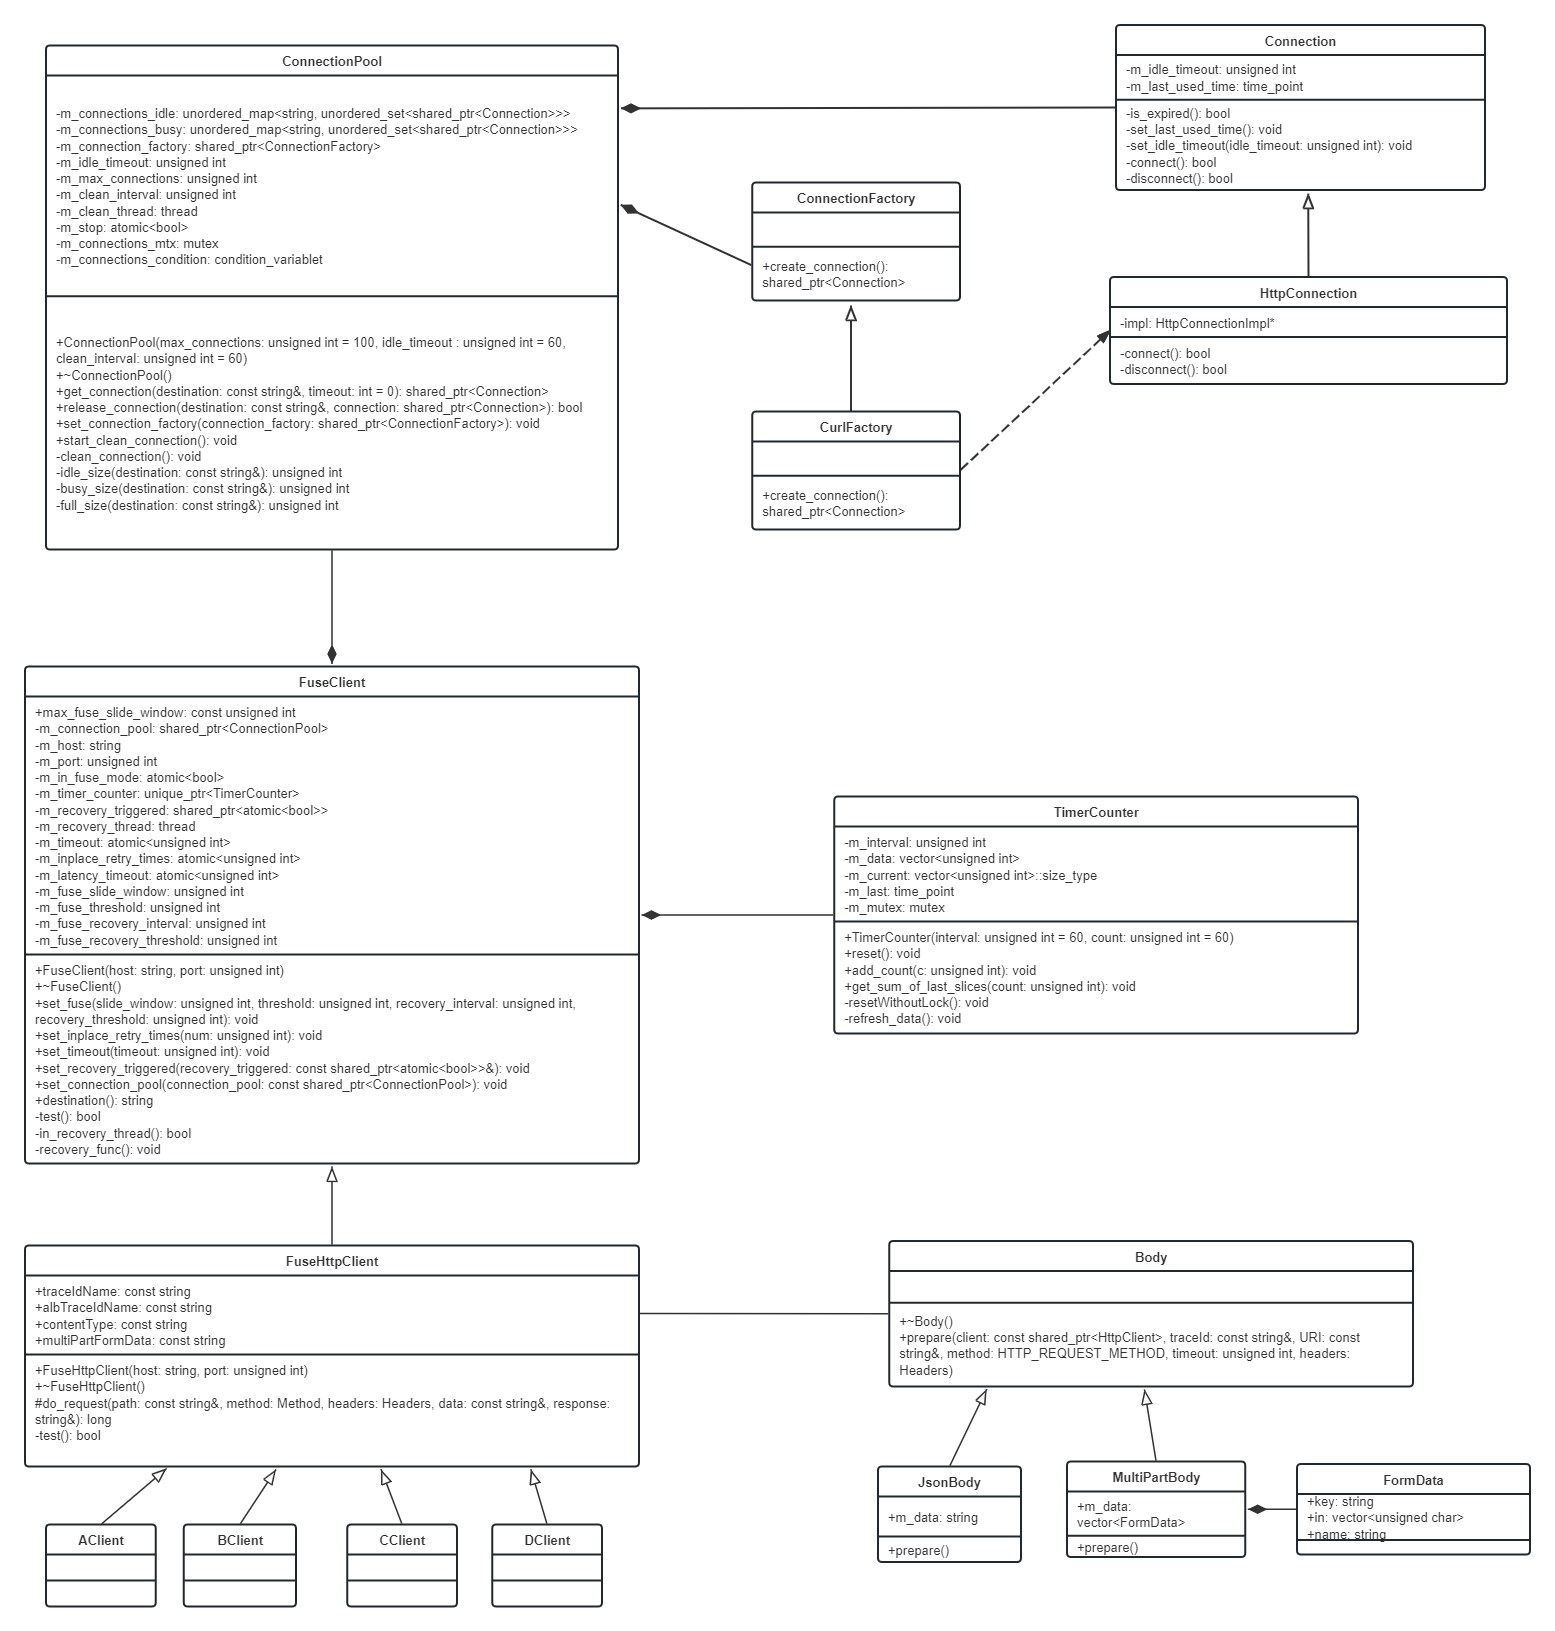 ConnectionPool
-m_connections_idle: unordered_map<string, unordered_set<shared_ptr<Connection>>>
-m_connections_busy: unordered_map<string, unordered_set<shared_ptr<Connection>>>
-m_connection_factory: shared_ptr<ConnectionFactory>
-m_idle_timeout: unsigned int
-m_max_connections: unsigned int
-m_clean_interval: unsigned int
-m_clean_thread: thread
-m_stop: atomic<bool>
-m_connections_mtx: mutex
-m_connections_condition: condition_variablet
+ConnectionPool(max_connections: unsigned int = 100, idle_timeout : unsigned int = 60,
clean_interval: unsigned int = 60)
+~ConnectionPool()
+get_connection(destination: const string&, timeout: int = 0): shared_ptr<Connection>
+release_connection(destination: const string&, connection: shared_ptr<Connection>): bool
+set_connection_factory(connection_factory: shared_ptr<ConnectionFactory>): void
+start_clean_connection(): void
-clean_connection(): void
-idle_size(destination: const string&): unsigned int
-busy_size(destination: const string&): unsigned int
-full_size(destination: const string&): unsigned int
Connection
-m_idle_timeout: unsigned int
-m_last_used_time: time_point
-is_expired(): bool
-set_last_used_time(): void
-set_idle_timeout(idle_timeout: unsigned int): void
-connect(): bool
-disconnect(): bool
ConnectionFactory
+create_connection():
shared_ptr<Connection>
HttpConnection
-impl: HttpConnectionImpl*
-connect(): bool
-disconnect(): bool
CurlFactory
+create_connection():
shared_ptr<Connection>
FuseClient
+max_fuse_slide_window: const unsigned int
-m_connection_pool: shared_ptr<ConnectionPool>
-m_host: string
-m_port: unsigned int
-m_in_fuse_mode: atomic<bool>
-m_timer_counter: unique_ptr<TimerCounter>
-m_recovery_triggered: shared_ptr<atomic<bool>>
-m_recovery_thread: thread
-m_timeout: atomic<unsigned int>
-m_inplace_retry_times: atomic<unsigned int>
-m_latency_timeout: atomic<unsigned int>
-m_fuse_slide_window: unsigned int
-m_fuse_threshold: unsigned int
-m_fuse_recovery_interval: unsigned int
-m_fuse_recovery_threshold: unsigned int
+FuseClient(host: string, port: unsigned int)
+~FuseClient()
+set_fuse(slide_window: unsigned int, threshold: unsigned int, recovery_interval: unsigned int,
recovery_threshold: unsigned int): void
+set_inplace_retry_times(num: unsigned int): void
+set_timeout(timeout: unsigned int): void
+set_recovery_triggered(recovery_triggered: const shared_ptr<atomic<bool>>&): void
+set_connection_pool(connection_pool: const shared_ptr<ConnectionPool>): void
+destination(): string
-test(): bool
-in_recovery_thread(): bool
-recovery_func(): void
TimerCounter
-m_interval: unsigned int
-m_data: vector<unsigned int>
-m_current: vector<unsigned int>::size_type
-m_last: time_point
-m_mutex: mutex
+TimerCounter(interval: unsigned int = 60, count: unsigned int = 60)
+reset(): void
+add_count(c: unsigned int): void
+get_sum_of_last_slices(count: unsigned int): void
-resetWithoutLock(): void
-refresh_data(): void
FuseHttpClient
+traceIdName: const string
+albTraceIdName: const string
+contentType: const string
+multiPartFormData: const string
+FuseHttpClient(host: string, port: unsigned int)
+~FuseHttpClient()
#do_request(path: const string&, method: Method, headers: Headers, data: const string&, response:
string&): long
-test(): bool
Body
+~Body()
+prepare(client: const shared_ptr<HttpClient>, traceId: const string&, URI: const
string&, method: HTTP_REQUEST_METHOD, timeout: unsigned int, headers:
Headers)
AClient
BClient
CClient
DClient
JsonBody
+m_data: string
+prepare()
MultiPartBody
+m_data:
vector<FormData>
+prepare()
FormData
+key: string
+in: vector<unsigned char>
+name: string